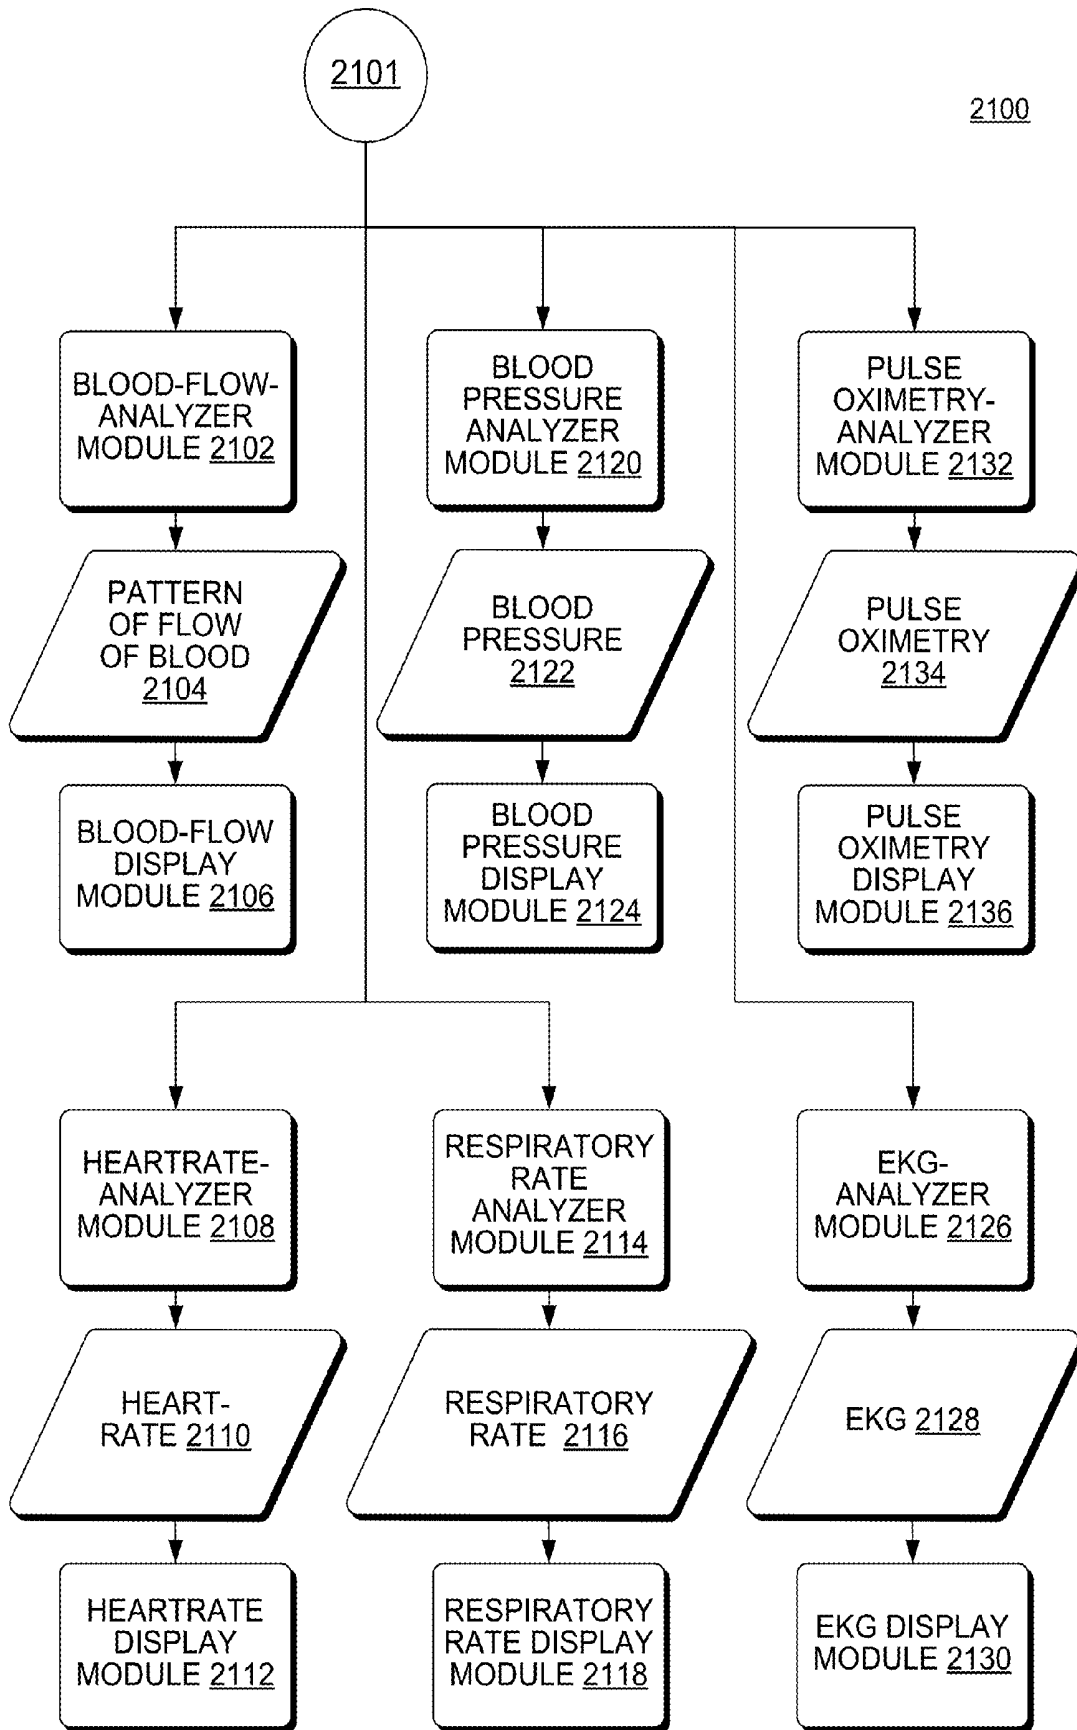 2101
2100
BLOOD-FLOW-
ANALYZER
MODULE 2102
BLOOD
PRESSURE
ANALYZER
MODULE 2120
PULSE
OXIMETRY-
ANALYZER
MODULE 2132
PATTERN
OF FLOW
OF BLOOD
2104
BLOOD
PRESSURE
2122
PULSE
OXIMETRY
2134
BLOOD-FLOW
DISPLAY
MODULE 2106
BLOOD
PRESSURE
DISPLAY
MODULE 2124
PULSE
OXIMETRY
DISPLAY
MODULE 2136
HEARTRATE-
ANALYZER
MODULE 2108
RESPIRATORY
RATE
ANALYZER
MODULE 2114
EKG-
ANALYZER
MODULE 2126
HEART-
RATE 2110
RESPIRATORY
RATE 2116
EKG 2128
HEARTRATE
DISPLAY
MODULE 2112
RESPIRATORY
RATE DISPLAY
MODULE 2118
EKG DISPLAY
MODULE 2130